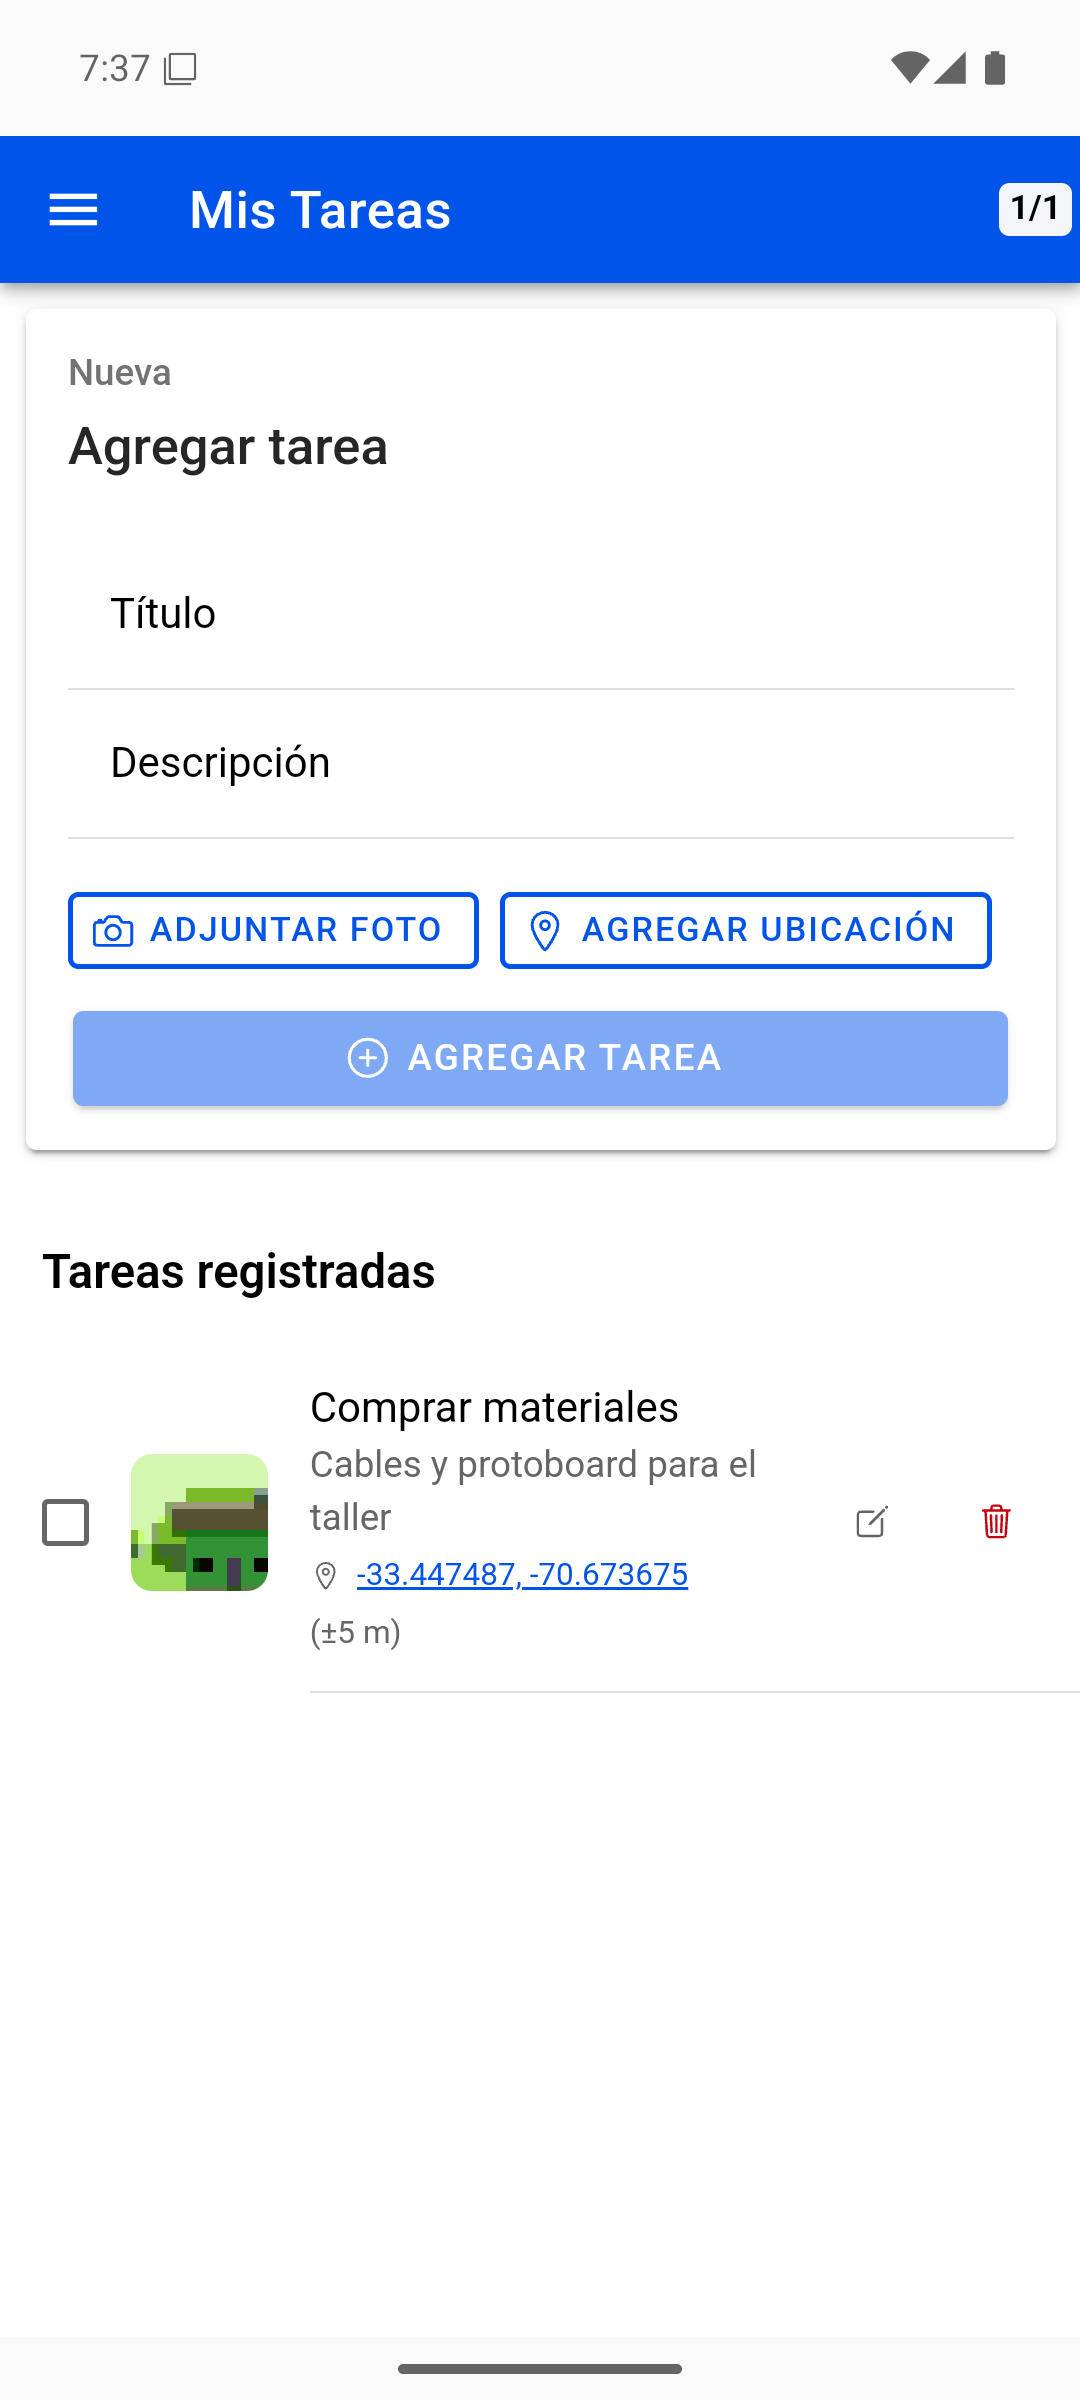 7:37
Mis Tareas
1/1
Nueva
Agregar tarea
Título
Descripción
ADJUNTAR FOTO
AGREGAR UBICACIÓN
AGREGAR TAREA
Tareas registradas
Comprar materiales
Cables y protoboard para el
taller
-33.447487, -70.673675
(±5 m)